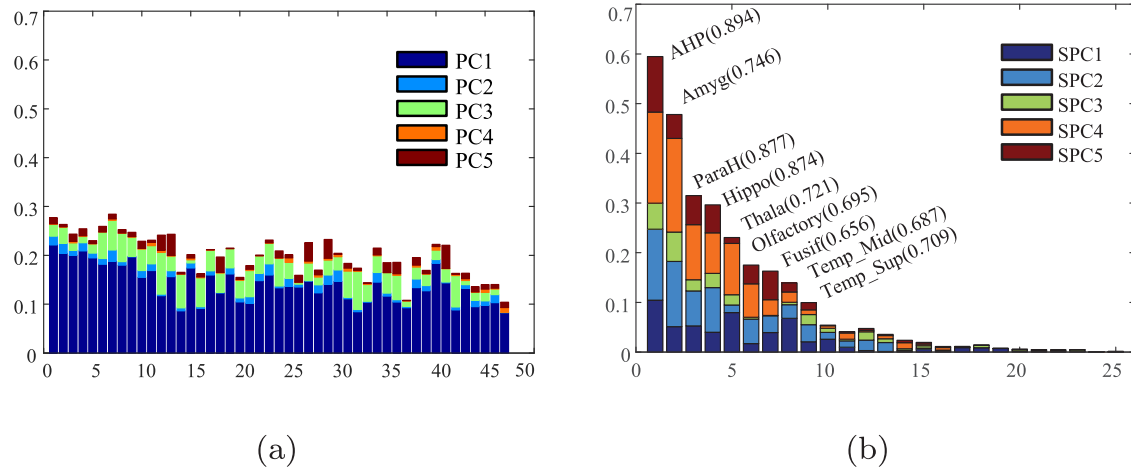 0.7
0.6
0.5
0.4
0.3
0.2
0.1
0
0 5 10 15 20 25 30 35 40 45 50
PC1
PC2
PC3
PC4
PC5
(a)
0.7
0.6
0.5
0.4
0.3
0.2
0.1
0
0 5 10 15 20 25
AHP(0.894)
Amyg(0.746)
ParaH(0.877)
Hippo(0.874)
Thala(0.721)
Olfactory(0.695)
Fusif(0.656)
Temp_Mid(0.687)
Temp_Sup(0.709)
SPC1
SPC2
SPC3
SPC4
SPC5
(b)